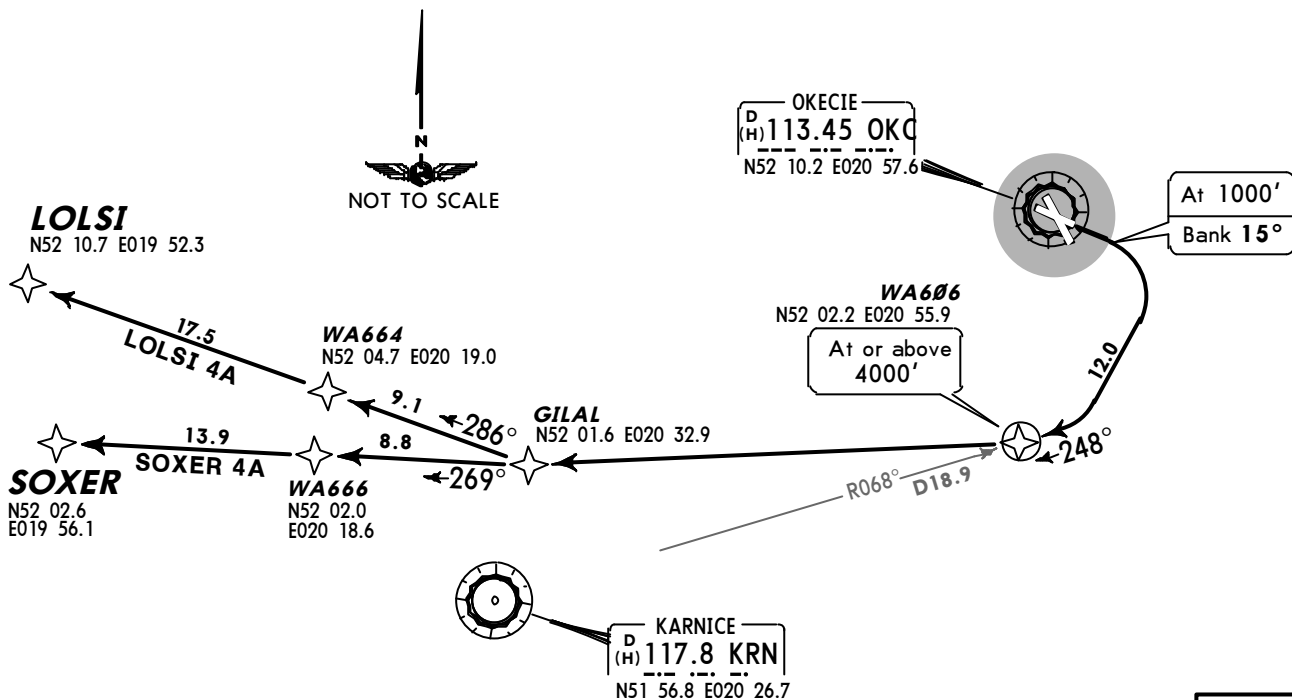 N
NOT TO SCALE
OKECIE
D
(H) 113.45 OKC
N52 10.2 E020 57.6
At 1000'
Bank 15°
LOLSI
N52 10.7 E019 52.3
17.5
LOLSI 4A
WA664
N52 04.7 E020 19.0
9.1
286°
WA6Ø6
N52 02.2 E020 55.9
At or above
4000'
12.0
GILAL
N52 01.6 E020 32.9
248°
13.9
SOXER 4A
8.8
269°
SOXER
N52 02.6
E019 56.1
WA666
N52 02.0
E020 18.6
R068°
D18.9
KARNICE
D
(H) 117.8 KRN
N51 56.8 E020 26.7